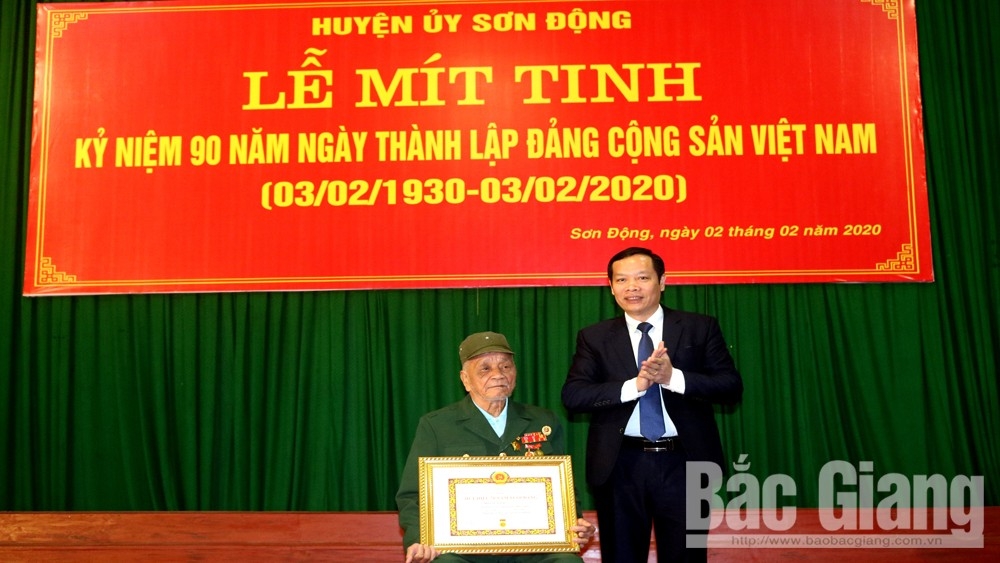 HUYỆN ỦY SƠN ĐỘNG
LỄ MÍT TINH
KỶ NIỆM 90 NĂM NGÀY THÀNH LẬP ĐẢNG CỘNG SẢN VIỆT NAM
(03/02/1930-03/02/2020)
Sơn Động, ngày 02 tháng 02 năm 2020
Bắc Giang
http://www.baobacgiang.com.vn